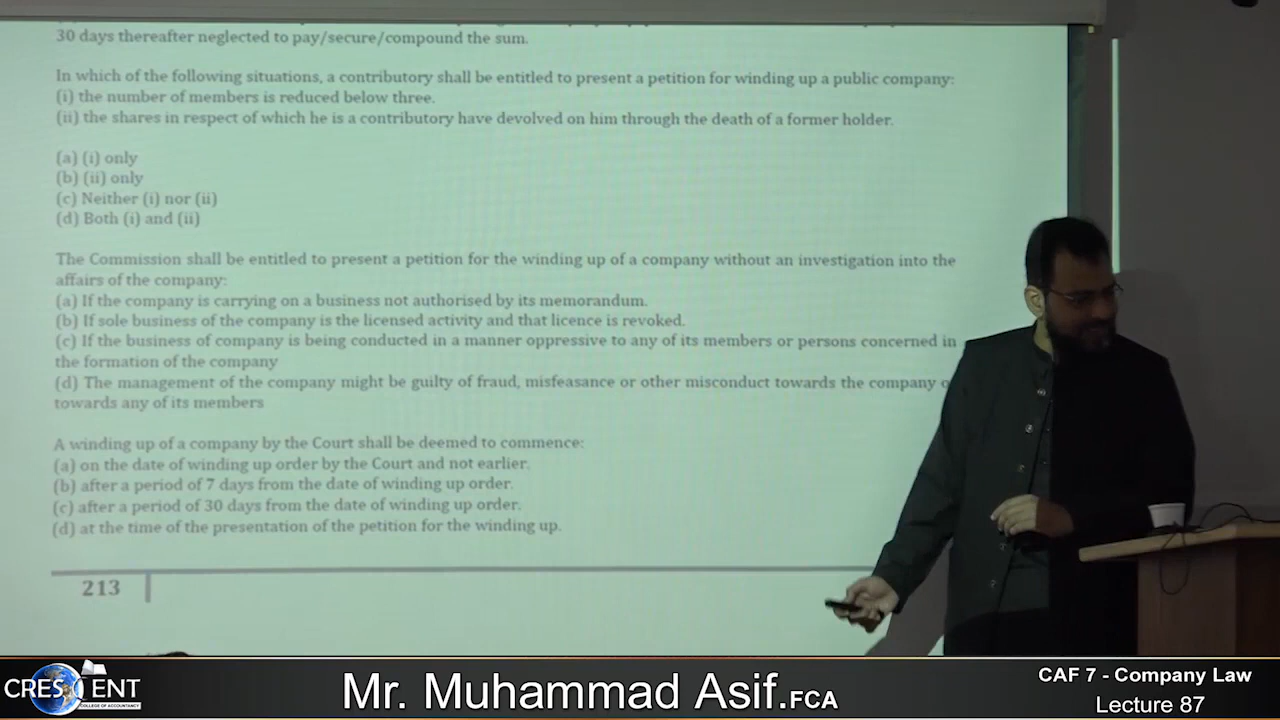 30 days thereafter neglected to pay/secure/compound the sum.
In which of the following situations, a contributory shall be entitled to present a petition for winding up a public company:
(i) the number of members is reduced below three.
(ii) the shares in respect of which he is a contributory have devolved on him through the death of a former holder.
(a) (i) only
(b) (ii) only
(c) Neither (i) nor (ii)
(d) Both (i) and (ii)
The Commission shall be entitled to present a petition for the winding up of a company without an investigation into the
affairs of the company:
(a) If the company is carrying on a business not authorised by its memorandum.
(b) If sole business of the company is the licensed activity and that licence is revoked.
(c) If the business of company is being conducted in a manner oppressive to any of its members or persons concerned in
the formation of the company
(d) The management of the company might be guilty of fraud, misfeasance or other misconduct towards the company
towards any of its members
A winding up of a company by the Court shall be deemed to commence:
(a) on the date of winding up order by the Court and not earlier.
(b) after a period of 7 days from the date of winding up order.
(c) after a period of 30 days from the date of winding up order.
(d) at the time of the presentation of the petition for the winding up.
213
CRESCENT
COLLEGE OF ACCOUNTANCY
Mr. Muhammad Asif.FCA
CAF 7 - Company Law
Lecture 87